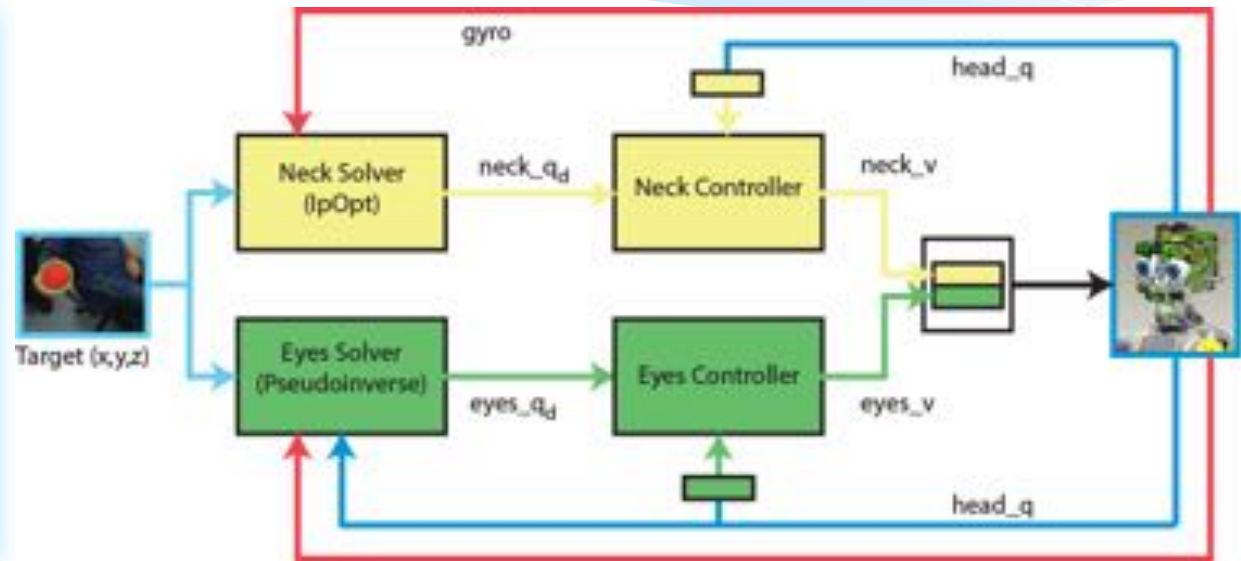 gyro
head_q
Neck Solver
(IpOpt)
neck_qd
Neck Controller
neck_v
Target (x,y,z)
Eyes Solver
(Pseudoinverse)
eyes_qd
Eyes Controller
eyes_v
head_q